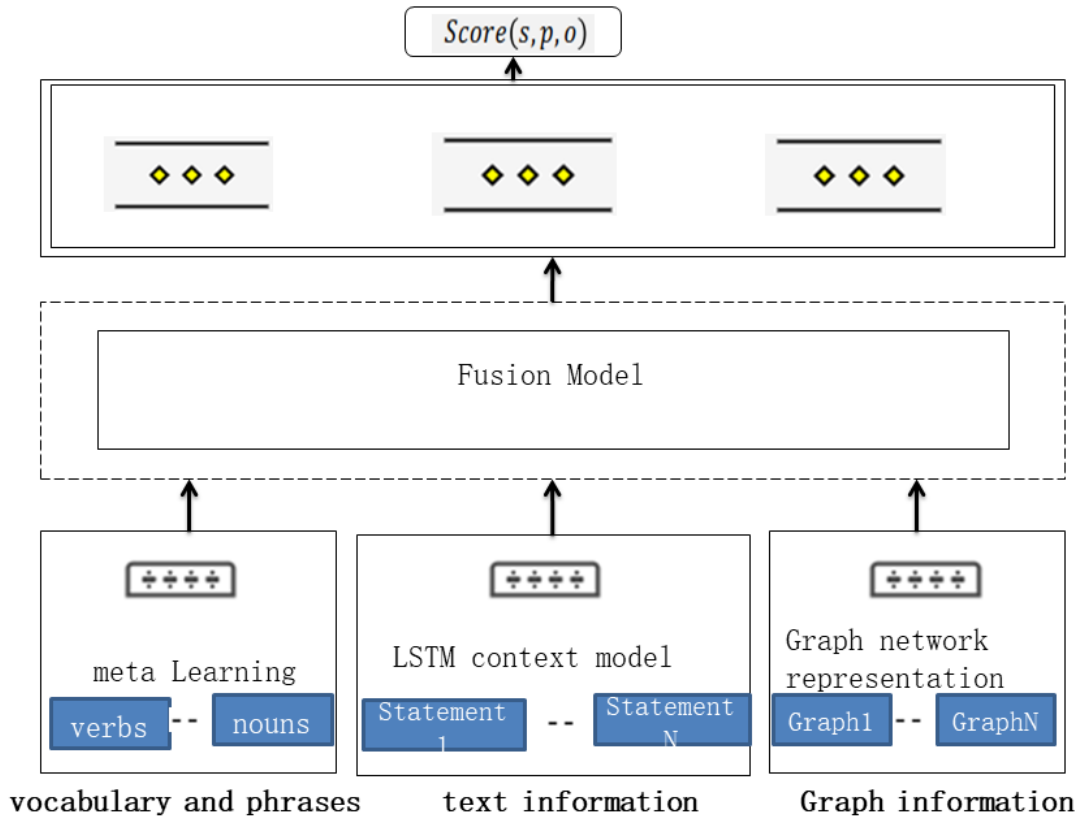 Score(s,p,o)
Fusion Model
meta Learning
verbs -- nouns
LSTM context model
Statement
1
--
Statement
N
Graph network
representation
Graph1 -- GraphN
vocabulary and phrases
text information
Graph information